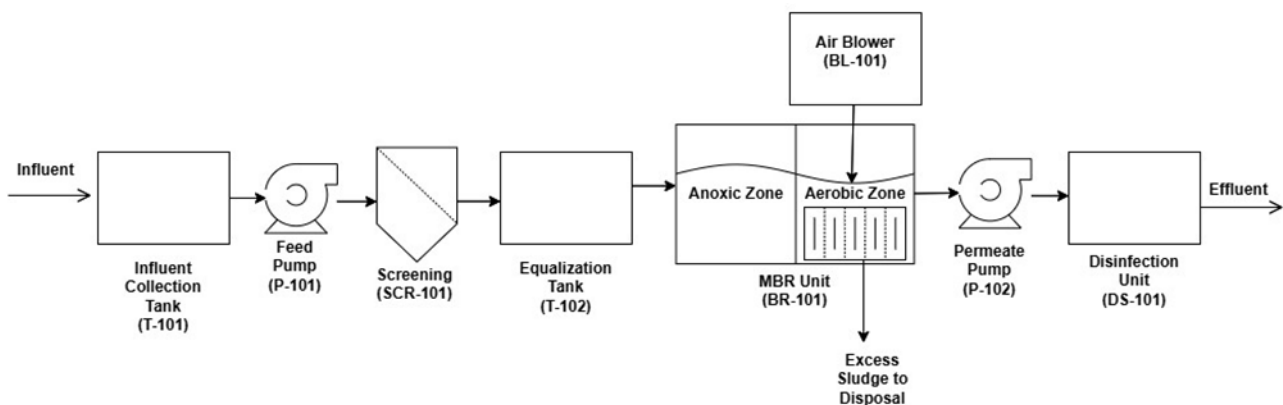 Air Blower
(BL-101)
Influent
Anoxic Zone
Aerobic Zone
Effluent
Influent
Collection
Tank
(T-101)
Feed
Pump
(P-101)
Screening
(SCR-101)
Equalization
Tank
(T-102)
MBR Unit
(BR-101)
Permeate
Pump
(P-102)
Disinfection
Unit
(DS-101)
Excess
Sludge to
Disposal